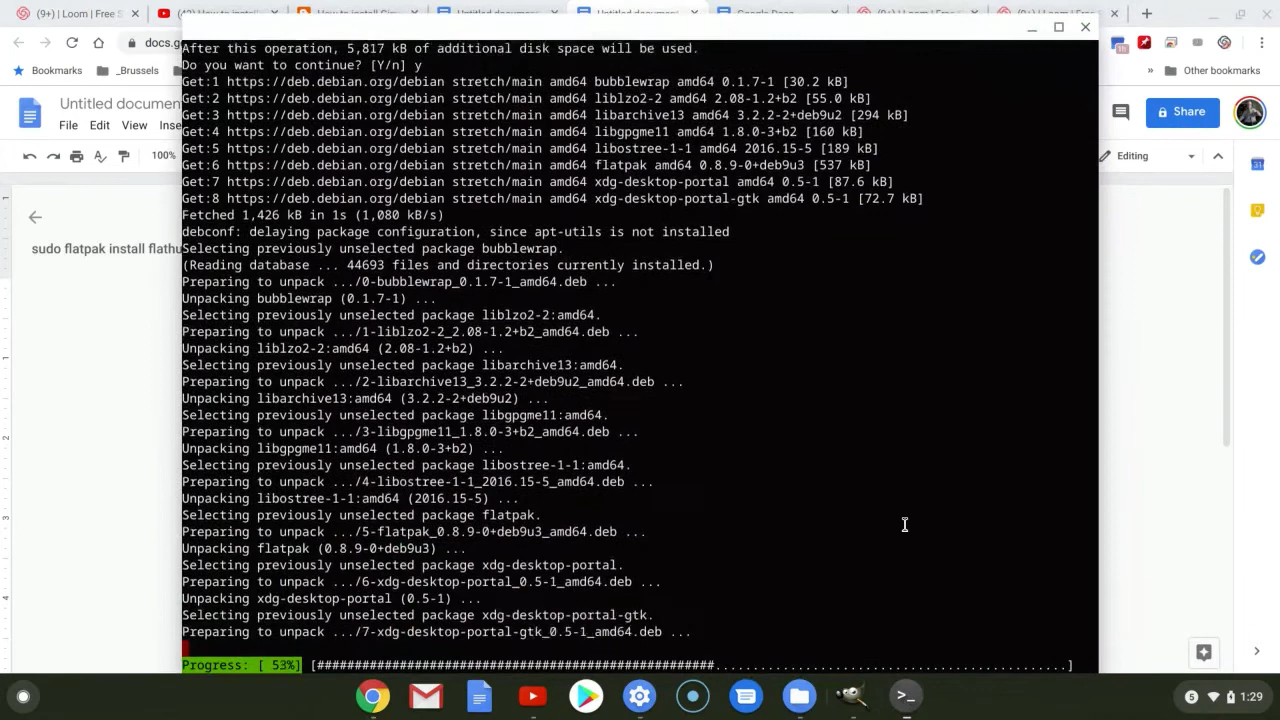 (9+) | Loom | F
Untitled document
Google Docs
(9+) Loom | Fr
(9+) Loom | Fr
docs.go
Bookmarks
_Brussels
Other bookmarks
Untitled documen
File Edit View
Share
100%
Editing
sudo flatpak install flathu
After this operation, 5,817 kB of additional disk space will be used.
Do you want to continue? [Y/n] y
Get:1 https://deb.debian.org/debian stretch/main amd64 bubblewrap amd64 0.1.7-1 [30.2 kB]
Get:2 https://deb.debian.org/debian stretch/main amd64 liblzo2-2 amd64 2.08-1.2+b2 [55.0 kB]
Get:3 https://deb.debian.org/debian stretch/main amd64 libarchive13 amd64 3.2.2-2+deb9u2 [294 kB]
Get:4 https://deb.debian.org/debian stretch/main amd64 libgpgme11 amd64 1.8.0-3+b2 [160 kB]
Get:5 https://deb.debian.org/debian stretch/main amd64 libostree-1-1 amd64 2016.15-5 [189 kB]
Get:6 https://deb.debian.org/debian stretch/main amd64 flatpak amd64 0.8.9-0+deb9u3 [537 kB]
Get:7 https://deb.debian.org/debian stretch/main amd64 xdg-desktop-portal amd64 0.5-1 [87.6 kB]
Get:8 https://deb.debian.org/debian stretch/main amd64 xdg-desktop-portal-gtk amd64 0.5-1 [72.7 kB]
Fetched 1,426 kB in 1s (1,080 kB/s)
debconf: delaying package configuration, since apt-utils is not installed
Selecting previously unselected package bubblewrap.
(Reading database ... 44693 files and directories currently installed.)
Preparing to unpack .../0-bubblewrap_0.1.7-1_amd64.deb ...
Unpacking bubblewrap (0.1.7-1) ...
Selecting previously unselected package liblzo2-2:amd64.
Preparing to unpack .../1-liblzo2-2_2.08-1.2+b2_amd64.deb ...
Unpacking liblzo2-2:amd64 (2.08-1.2+b2) ...
Selecting previously unselected package libarchive13:amd64.
Preparing to unpack .../2-libarchive13_3.2.2-2+deb9u2_amd64.deb ...
Unpacking libarchive13:amd64 (3.2.2-2+deb9u2) ...
Selecting previously unselected package libgpgme11:amd64.
Preparing to unpack .../3-libgpgme11_1.8.0-3+b2_amd64.deb ...
Unpacking libgpgme11:amd64 (1.8.0-3+b2) ...
Selecting previously unselected package libostree-1-1:amd64.
Preparing to unpack .../4-libostree-1-1_2016.15-5_amd64.deb ...
Unpacking libostree-1-1:amd64 (2016.15-5) ...
Selecting previously unselected package flatpak.
Preparing to unpack .../5-flatpak_0.8.9-0+deb9u3_amd64.deb ...
Unpacking flatpak (0.8.9-0+deb9u3) ...
Selecting previously unselected package xdg-desktop-portal.
Preparing to unpack .../6-xdg-desktop-portal_0.5-1_amd64.deb ...
Unpacking xdg-desktop-portal (0.5-1) ...
Selecting previously unselected package xdg-desktop-portal-gtk.
Preparing to unpack .../7-xdg-desktop-portal-gtk_0.5-1_amd64.deb ...
Progress: [ 53%] [#####################################################...............................................]
5 1:29